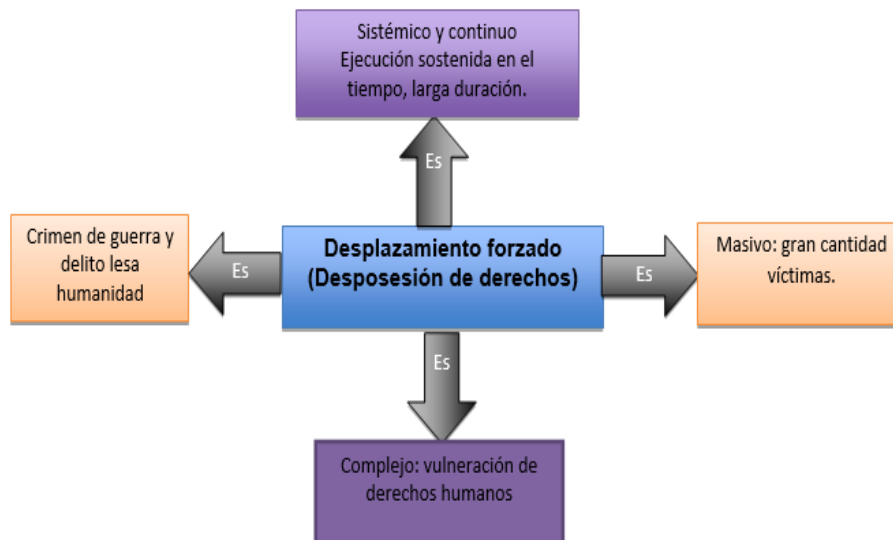 Sistémico y continuo
Ejecución sostenida en el
tiempo, larga duración.
Es
Crimen de guerra y
delito lesa
humanidad
Es
Desplazamiento forzado
(Desposesión de derechos)
Es
Masivo: gran cantidad
víctimas.
Es
Complejo: vulneración de
derechos humanos